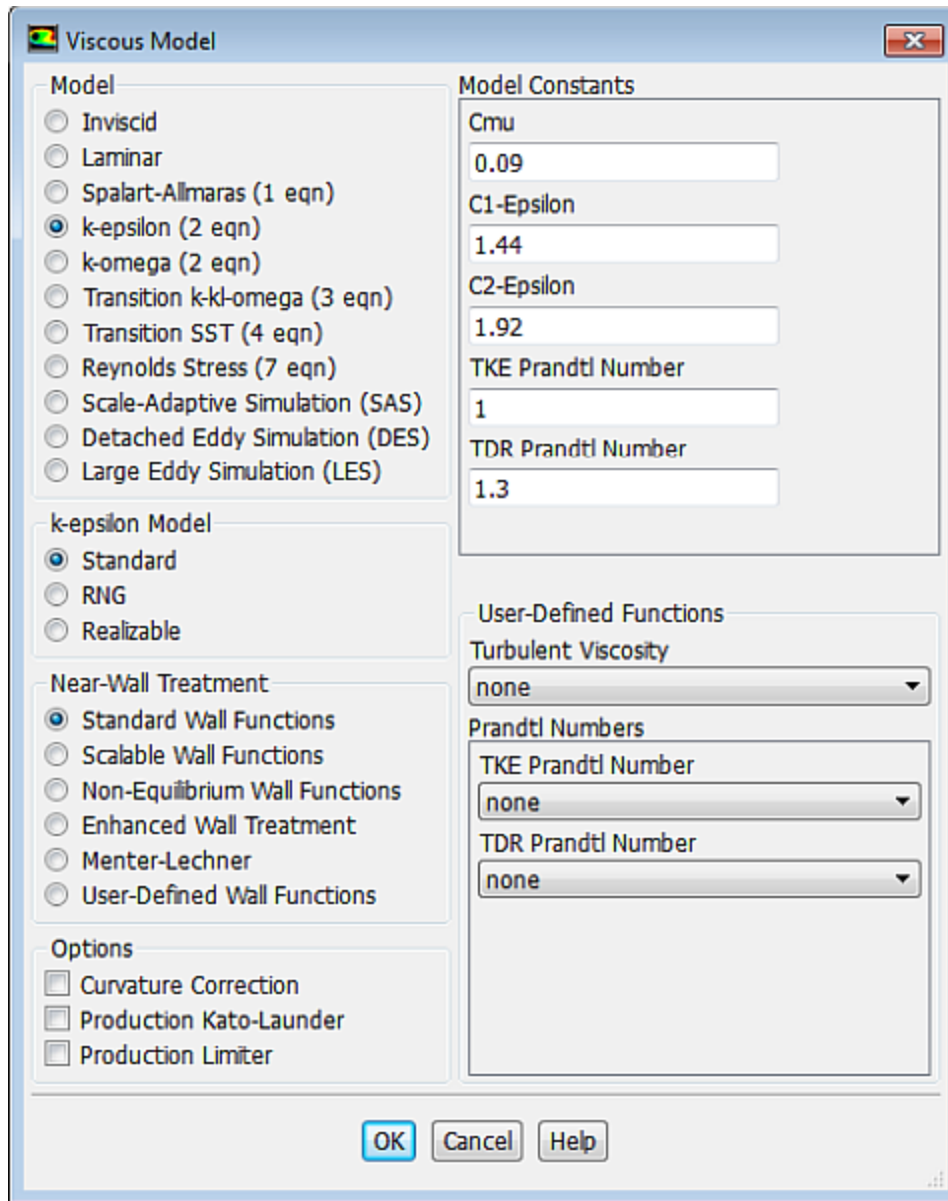 Viscous Model
Model
Inviscid
Laminar
Spalart-Allmaras (1 eqn)
k-epsilon (2 eqn)
k-omega (2 eqn)
Transition k-kl-omega (3 eqn)
Transition SST (4 eqn)
Reynolds Stress (7 eqn)
Scale-Adaptive Simulation (SAS)
Detached Eddy Simulation (DES)
Large Eddy Simulation (LES)
k-epsilon Model
Standard
RNG
Realizable
Near-Wall Treatment
Standard Wall Functions
Scalable Wall Functions
Non-Equilibrium Wall Functions
Enhanced Wall Treatment
Menter-Lechner
User-Defined Wall Functions
Options
Curvature Correction
Production Kato-Launder
Production Limiter
Model Constants
Cmu
0.09
C1-Epsilon
1.44
C2-Epsilon
1.92
TKE Prandtl Number
1
TDR Prandtl Number
1.3
User-Defined Functions
Turbulent Viscosity
none
Prandtl Numbers
TKE Prandtl Number
none
TDR Prandtl Number
none
OK Cancel Help